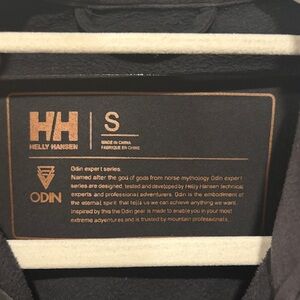 HH
HELLY HANSEN
S
MADE IN CHINA
FABRIQUE EN CHINE
ODIN
Odin expert series.
Named after the god of gods from norse mythology Odin expert
series are designed, tested and developed by Helly Hansen technical
experts and professional adventurers. Odin is the embodiment of
the eternal spirit that tells us we can achieve anything we want.
Inspired by this the Odin gear is made to enable you in your most
extreme adventures and is trusted by mountain professionals.